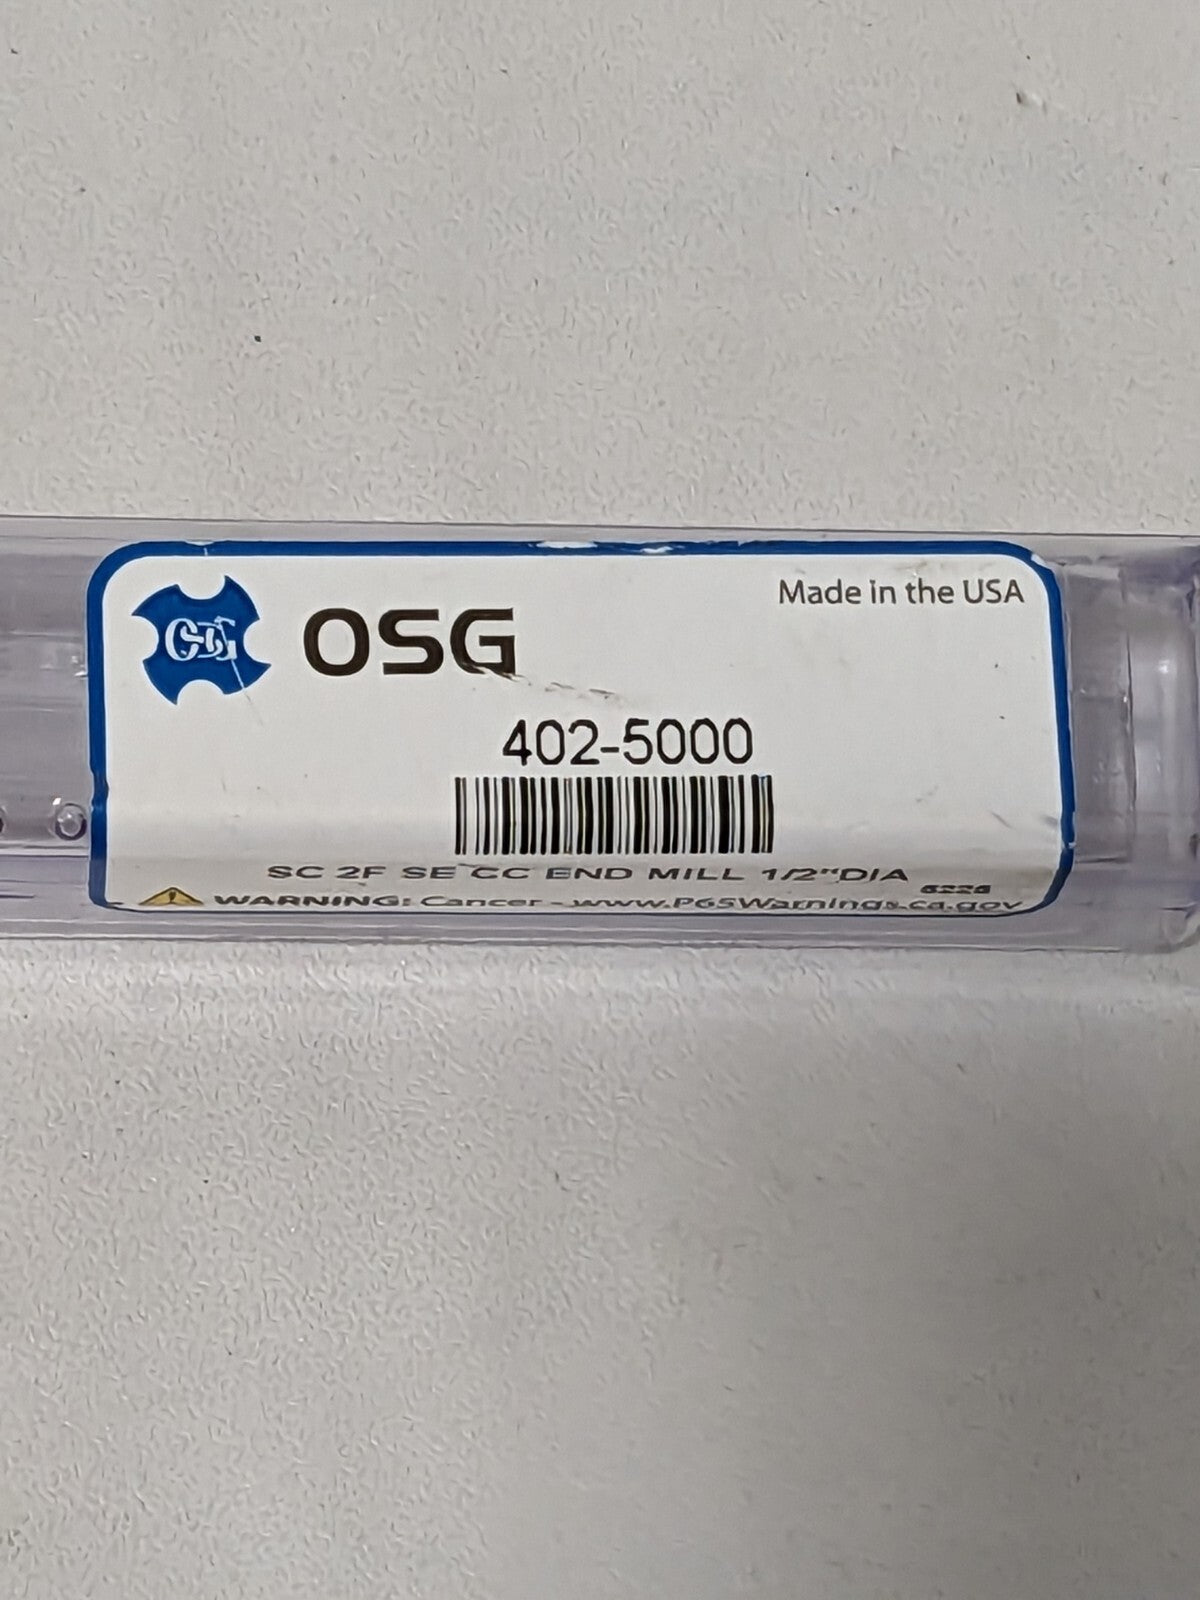 Made in the USA
OSG
OSG
402-5000
SC 2F SE CC END MILL 1/2"DIA
WARNING: Cancer - www.P65Warnings.ca.gov